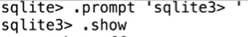 sqlite> .prompt 'sqlite3> '
sqlite3> .show